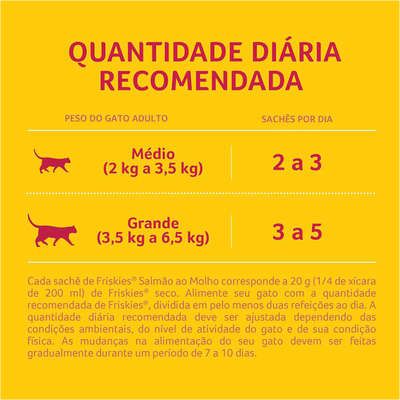 QUANTIDADE DIÁRIA
RECOMENDADA
PESO DO GATO ADULTO
SACHÊS POR DIA
Médio
(2 kg a 3,5 kg)
2 a 3
Grande
(3,5 kg a 6,5 kg)
3 a 5
Cada sachê de Friskies® Salmão ao Molho corresponde a 20 g (1/4 de xícara
de 200 ml) de Friskies® seco. Alimente seu gato com a quantidade
recomendada de Friskies®, dividida em pelo menos duas refeições ao dia. A
quantidade diária recomendada deve ser ajustada dependendo das
condições ambientais, do nível de atividade do gato e de sua condição
física. As mudanças na alimentação do seu gato devem ser feitas
gradualmente durante um período de 7 a 10 dias.